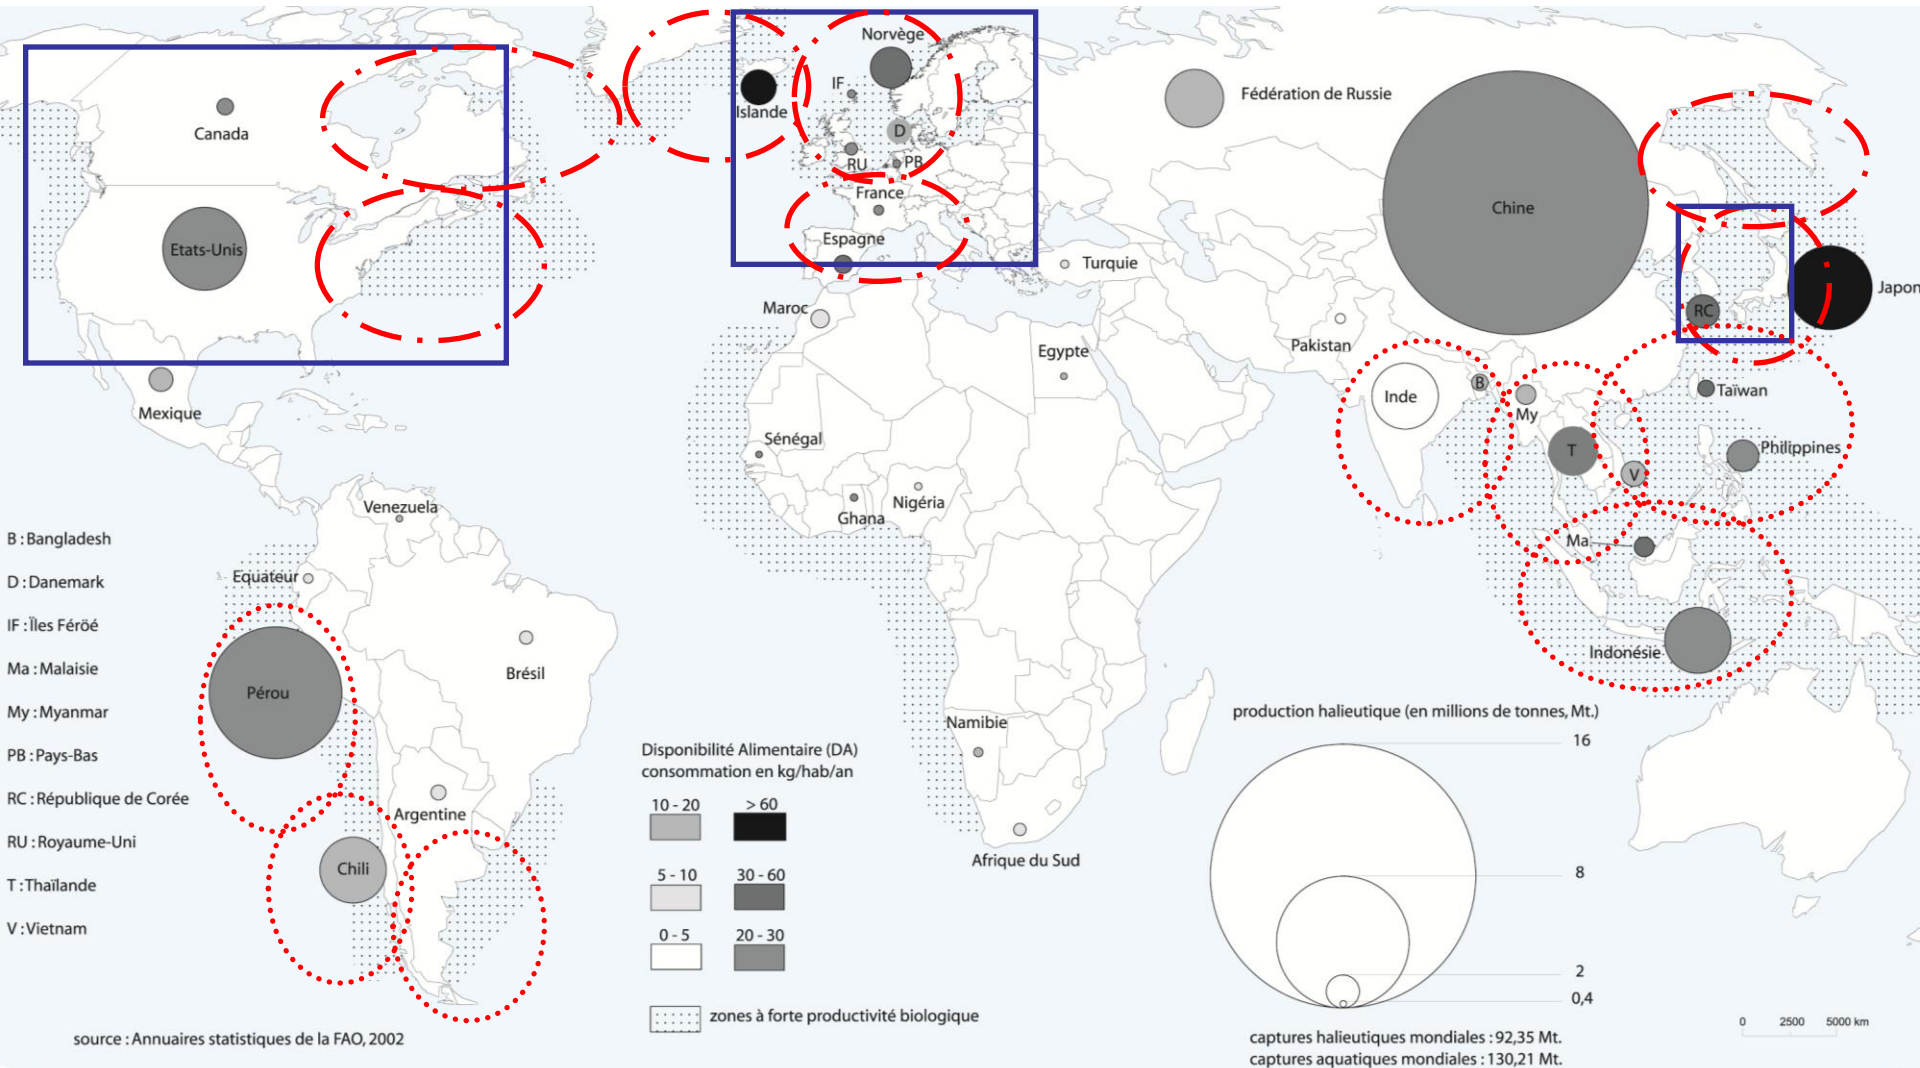 Norvège
IF
Islande
Fédération de Russie
Canada
D
RU
PB
France
Chine
Espagne
Etats-Unis
Turquie
Japon
Maroc
RC
Pakistan
Egypte
Mexique
Inde
B
My
Taïwan
Sénégal
T
Philippines
V
Nigéria
Venezuela
Ghana
B : Bangladesh
Ma
D : Danemark
Equateur
IF : Îles Féröé
Ma : Malaisie
Brésil
Indonésie
Pérou
My : Myanmar
Namibie
PB : Pays-Bas
RC : République de Corée
Argentine
RU : Royaume-Uni
Afrique du Sud
Chili
T : Thaïlande
V : Vietnam
Disponibilité Alimentaire (DA)
consommation en kg/hab/an
10 - 20
> 60
5 - 10
30 - 60
0 - 5
20 - 30
zones à forte productivité biologique
production halieutique (en millions de tonnes, Mt.)
16
8
2
0,4
captures halieutiques mondiales : 92,35 Mt.
captures aquatiques mondiales : 130,21 Mt.
0 2500 5000 km
source : Annuaires statistiques de la FAO, 2002